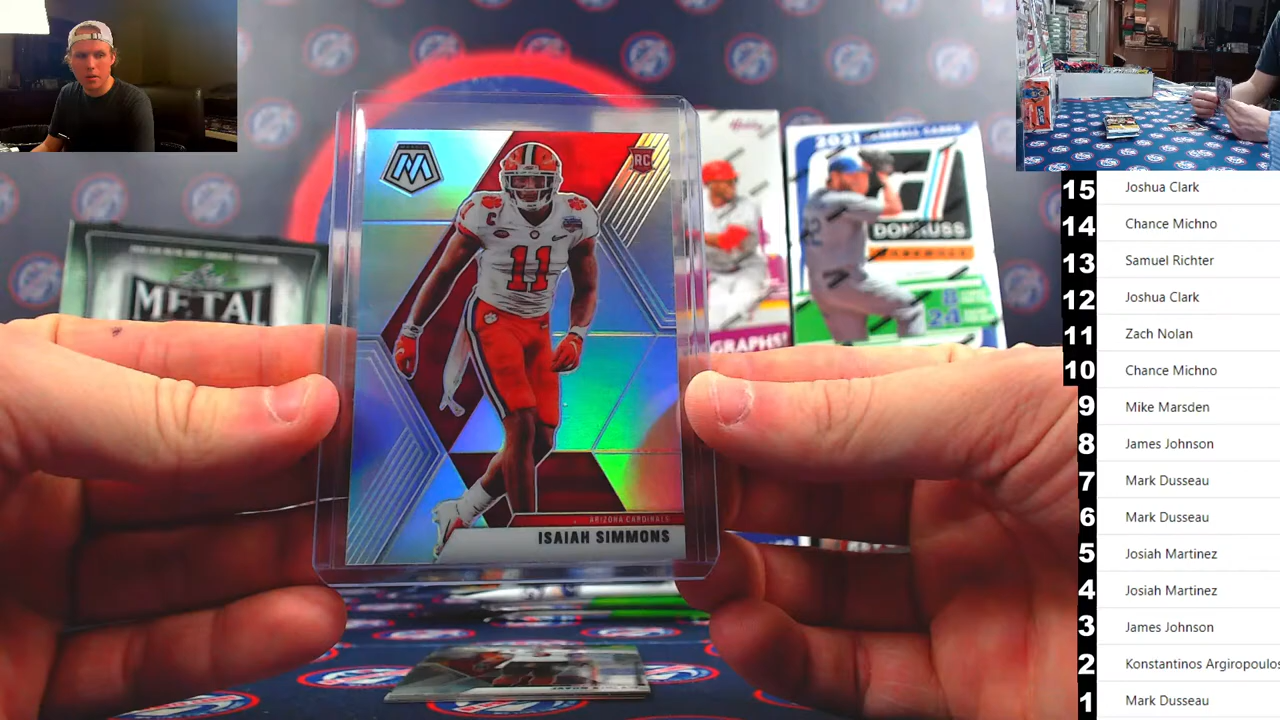 RC
11
C
ARIZONA CARDINALS
ISAIAH SIMMONS
METAL
2021
DONRUSS
GRAPHS
24
15 Joshua Clark
14 Chance Michno
13 Samuel Richter
12 Joshua Clark
11 Zach Nolan
10 Chance Michno
9 Mike Marsden
8 James Johnson
7 Mark Dusseau
6 Mark Dusseau
5 Josiah Martinez
4 Josiah Martinez
3 James Johnson
2 Konstantinos Argiropoulos
1 Mark Dusseau